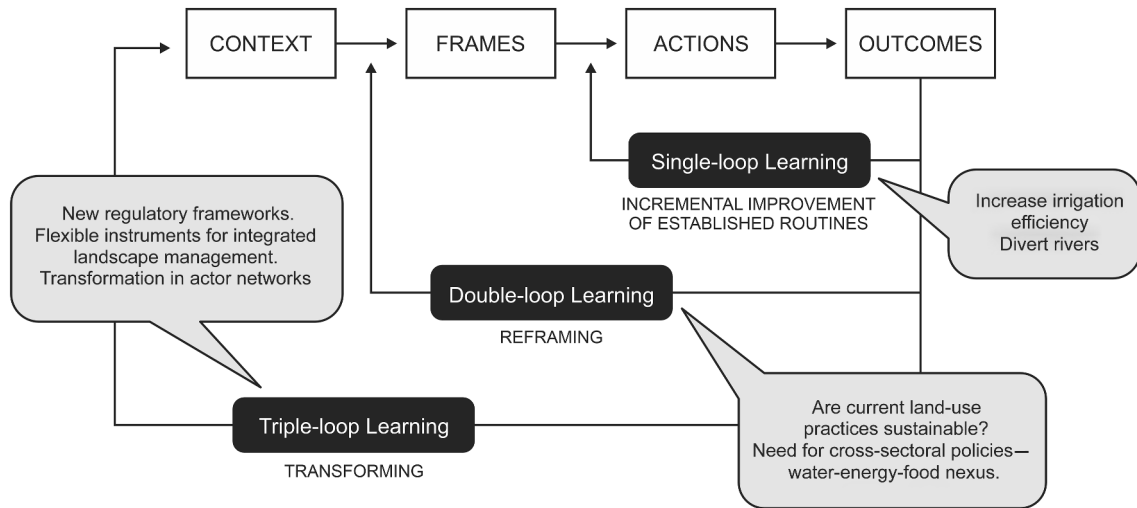 CONTEXT
FRAMES
ACTIONS
OUTCOMES
Single-loop Learning
INCREMENTAL IMPROVEMENT
OF ESTABLISHED ROUTINES
Increase irrigation
efficiency
Divert rivers
New regulatory frameworks.
Flexible instruments for integrated
landscape management.
Transformation in actor networks
Double-loop Learning
REFRAMING
Are current land-use
practices sustainable?
Need for cross-sectoral policies—
water-energy-food nexus.
Triple-loop Learning
TRANSFORMING